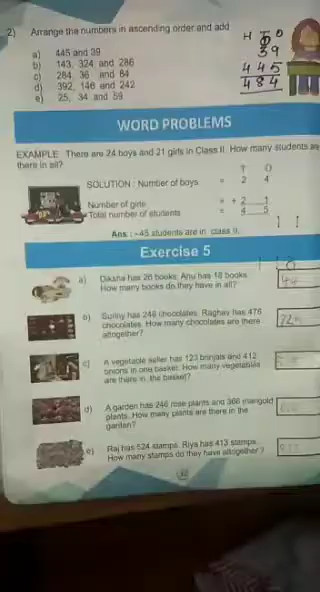 2) Arrange the numbers in ascending order and add
H T O
a) 445 and 39
3 9
b) 143, 324 and 286
4 4 5
c) 284, 36 and 64
4 8 4
d) 392, 146 and 242
e) 25, 34 and 59
WORD PROBLEMS
EXAMPLE: There are 24 boys and 21 girls in Class II. How many students are
there in all?
T O
SOLUTION: Number of boys = 2 4
Number of girls = + 2 1
Total number of students = 4 5
Ans :-45 students are in class II.
Exercise 5
a) Diksha has 26 books. Anu has 18 books.
How many books do they have in all?
44
b) Sunny has 246 chocolates. Raghav has 476
chocolates. How many chocolates are there
altogether?
c) A vegetable seller has 123 brinjals and 412
onions in one basket. How many vegetables
are there in the basket?
d) A garden has 246 rose plants and 366 marigold
plants. How many plants are there in the
garden?
e) Raj has 524 stamps. Riya has 413 stamps.
How many stamps do they have altogether?